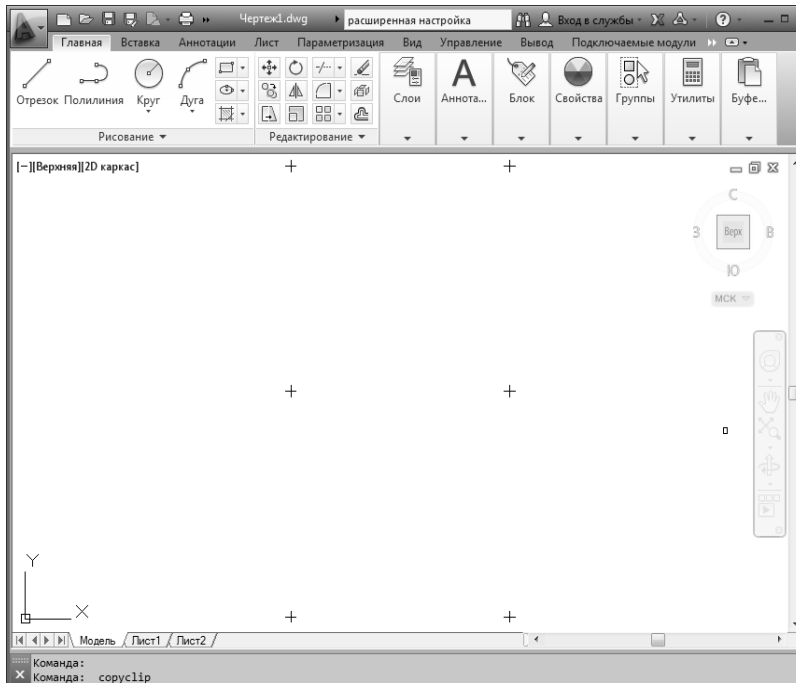 Чертеж1.dwg расширенная настройка Вход в службы
Главная Вставка Аннотации Лист Параметризация Вид Управление Вывод Подключаемые модули
Отрезок Полилиния Круг Дуга Слои Аннота... Блок Свойства Группы Утилиты Буфе...
Рисование Редактирование
[−][Верхняя][2D каркас]
С
З Верх В
Ю
МСК
Y
X
Модель Лист1 Лист2
Команда:
Команда: copyclip